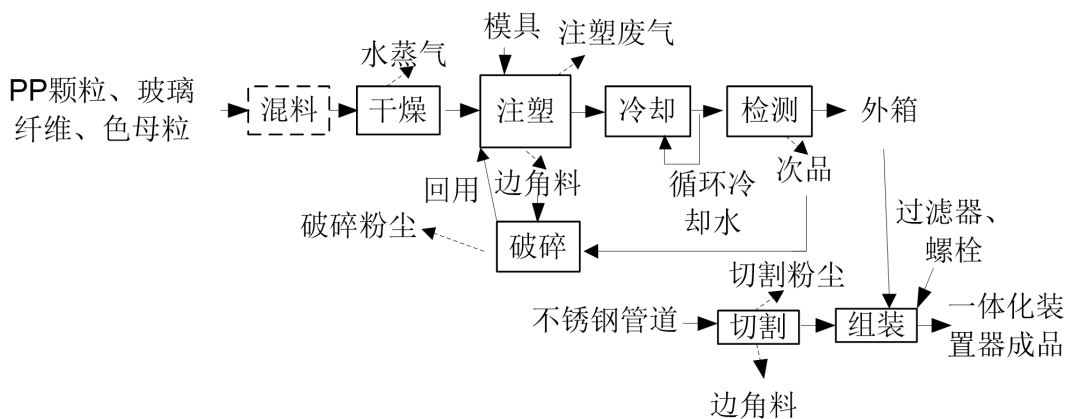 模具
注塑废气
水蒸气
PP颗粒、玻璃
纤维、色母粒
混料
干燥
注塑
冷却
检测
外箱
次品
边角料
回用
循环冷
却水
破碎粉尘
破碎
过滤器、
螺栓
切割粉尘
不锈钢管道
切割
组装
一体化装
置器成品
边角料